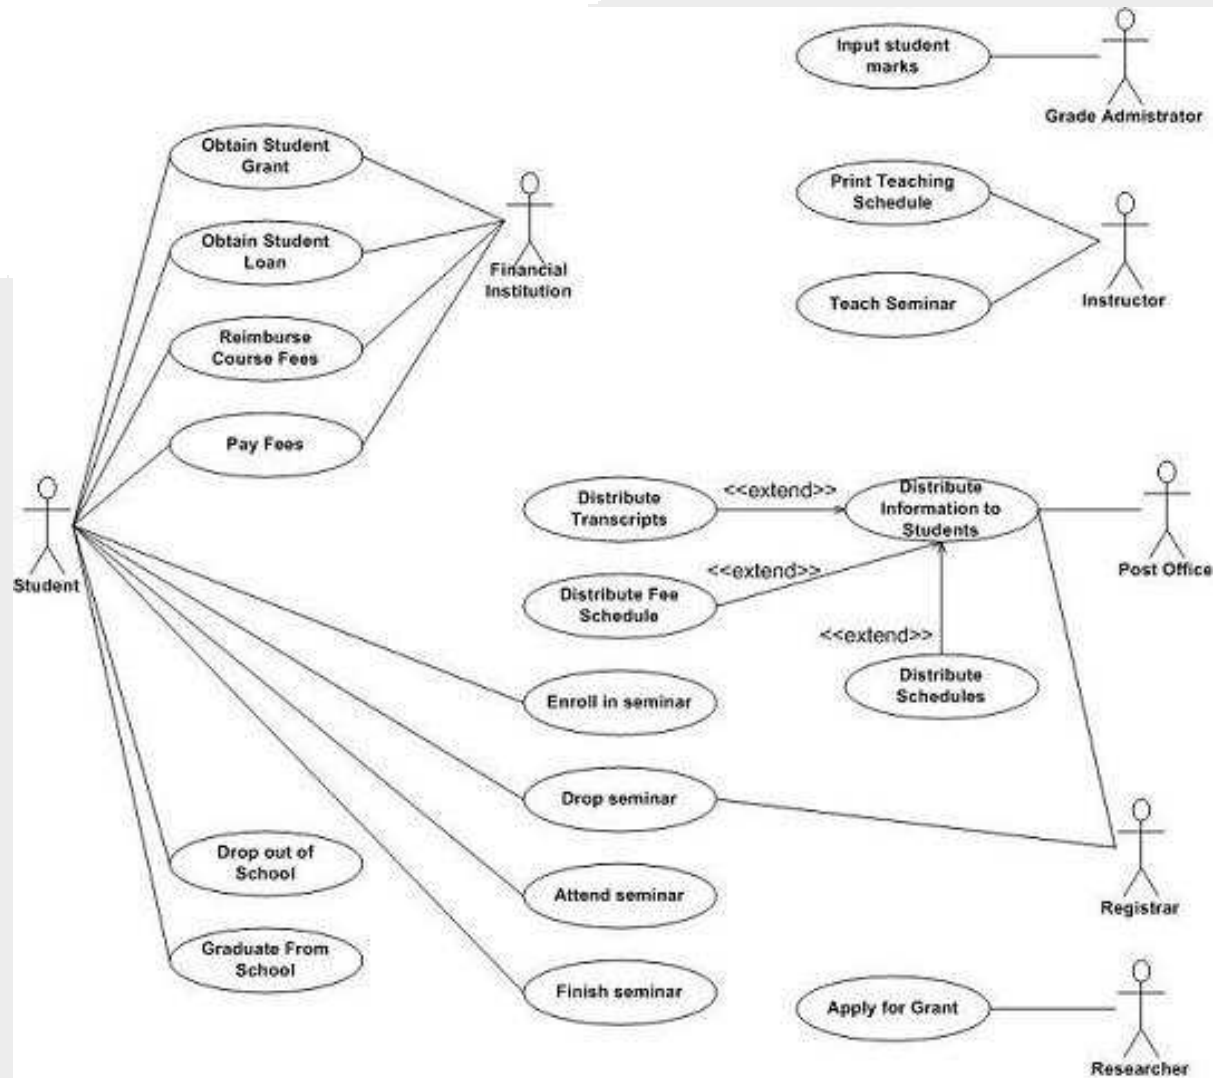 Input student
marks
Grade Admistrator
Obtain Student
Grant
Print Teaching
Schedule
Obtain Student
Loan
Financial
Institution
Teach Seminar
Instructor
Reimburse
Course Fees
Pay Fees
Student
Distribute
Transcripts
<<extend>>
Distribute
Information to
Students
Post Office
<<extend>>
Distribute Fee
Schedule
<<extend>>
Distribute
Schedules
Enroll in seminar
Drop seminar
Registrar
Drop out of
School
Attend seminar
Graduate From
School
Finish seminar
Apply for Grant
Researcher